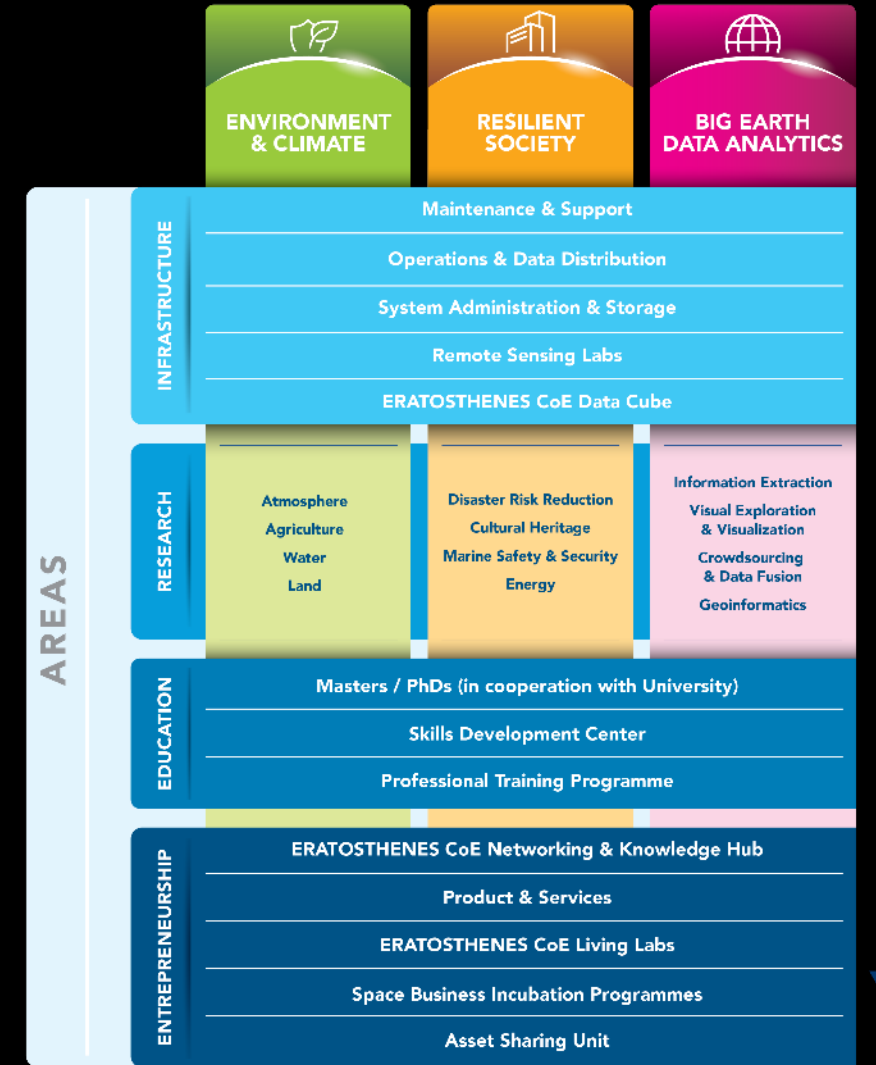 ENVIRONMENT
& CLIMATE
RESILIENT
SOCIETY
BIG EARTH
DATA ANALYTICS
AREAS
INFRASTRUCTURE
Maintenance & Support
Operations & Data Distribution
System Administration & Storage
Remote Sensing Labs
ERATOSTHENES CoE Data Cube
RESEARCH
Atmosphere
Agriculture
Water
Land
Disaster Risk Reduction
Cultural Heritage
Marine Safety & Security
Energy
Information Extraction
Visual Exploration
& Visualization
Crowdsourcing
& Data Fusion
Geoinformatics
EDUCATION
Masters / PhDs (in cooperation with University)
Skills Development Center
Professional Training Programme
ENTREPRENEURSHIP
ERATOSTHENES CoE Networking & Knowledge Hub
Product & Services
ERATOSTHENES CoE Living Labs
Space Business Incubation Programmes
Asset Sharing Unit